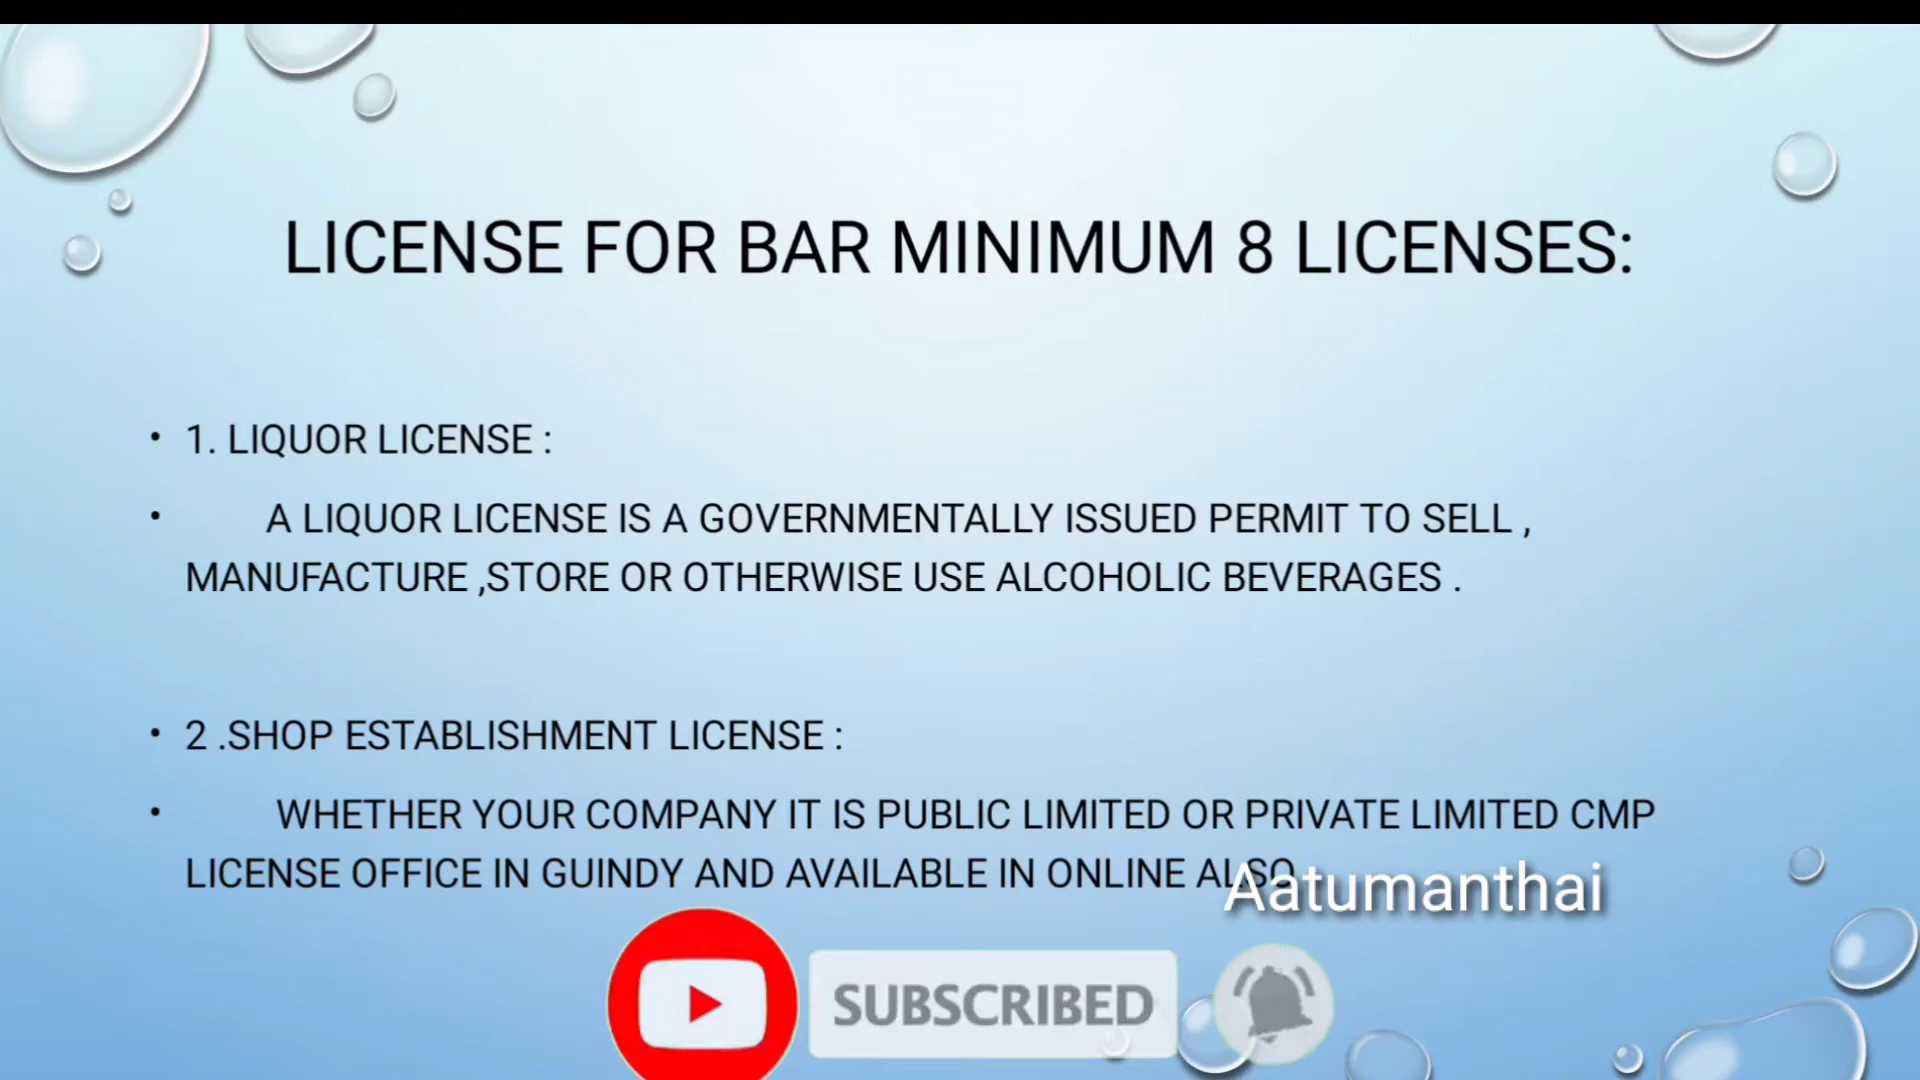 LICENSE FOR BAR MINIMUM 8 LICENSES:
• 1. LIQUOR LICENSE :
• A LIQUOR LICENSE IS A GOVERNMENTALLY ISSUED PERMIT TO SELL ,
MANUFACTURE ,STORE OR OTHERWISE USE ALCOHOLIC BEVERAGES .
• 2 .SHOP ESTABLISHMENT LICENSE :
• WHETHER YOUR COMPANY IT IS PUBLIC LIMITED OR PRIVATE LIMITED CMP
LICENSE OFFICE IN GUINDY AND AVAILABLE IN ONLINE ALSO
Aatumanthai
SUBSCRIBED